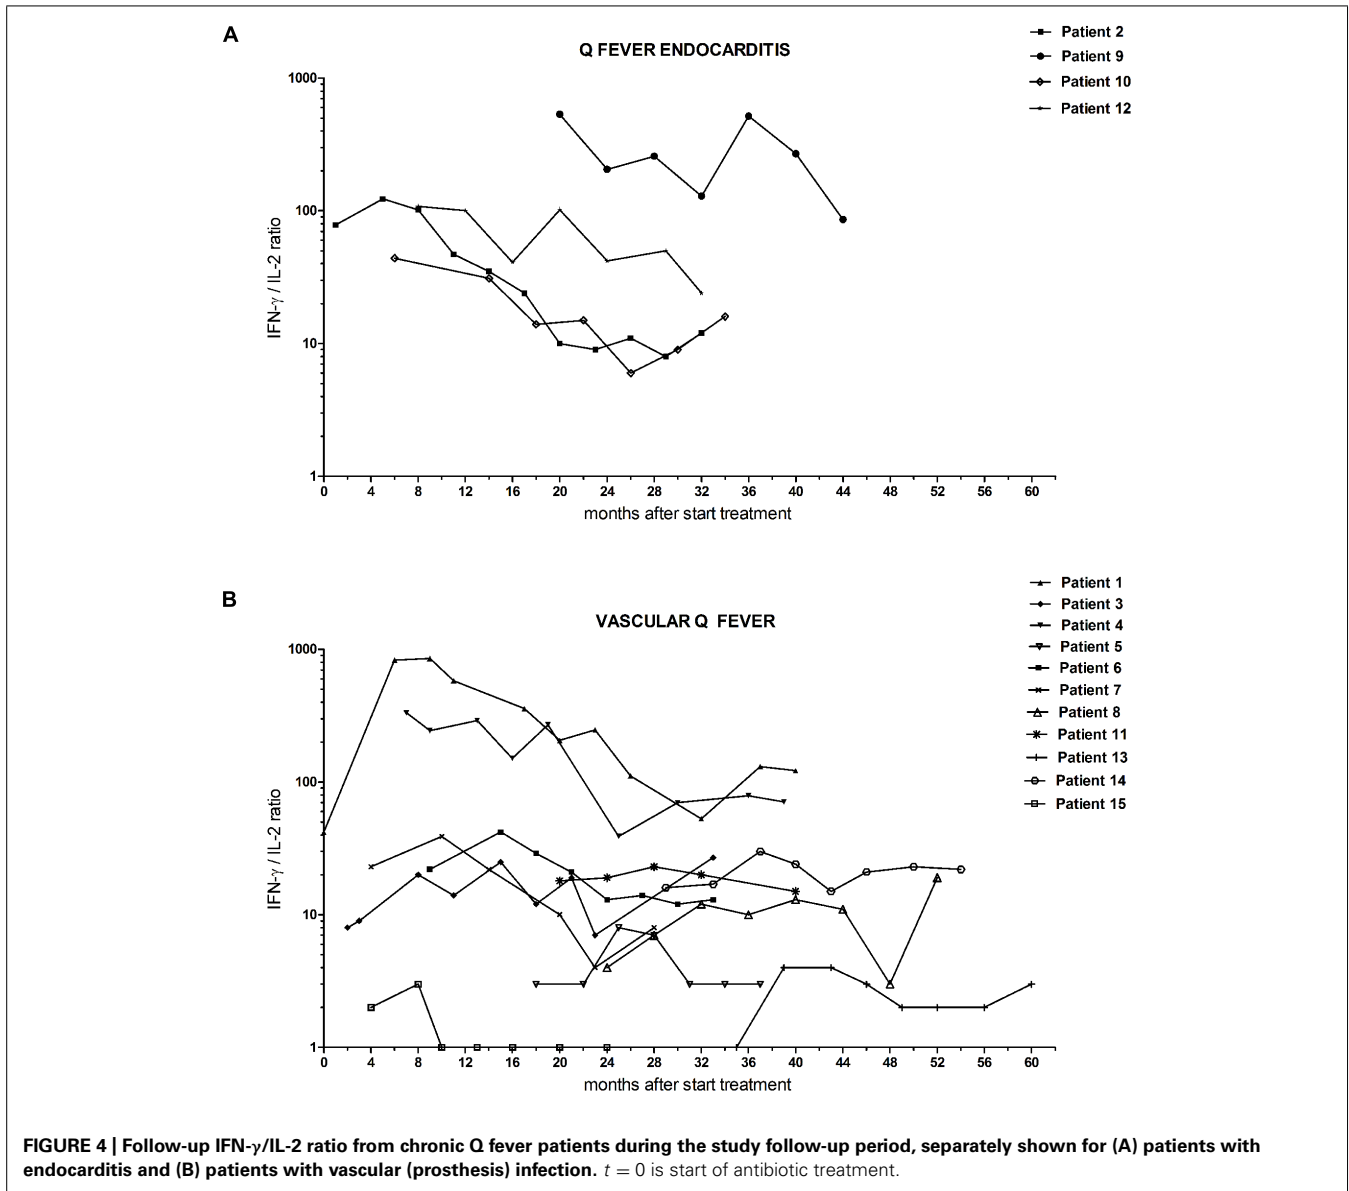 A
Q FEVER ENDOCARDITIS
Patient 2
Patient 9
Patient 10
Patient 12
1000
100
10
1
IFN-γ / IL-2 ratio
0 4 8 12 16 20 24 28 32 36 40 44 48 52 56 60
months after start treatment
B
VASCULAR Q FEVER
Patient 1
Patient 3
Patient 4
Patient 5
Patient 6
Patient 7
Patient 8
Patient 11
Patient 13
Patient 14
Patient 15
1000
100
10
1
IFN-γ / IL-2 ratio
0 4 8 12 16 20 24 28 32 36 40 44 48 52 56 60
months after start treatment
FIGURE 4 | Follow-up IFN-γ/IL-2 ratio from chronic Q fever patients during the study follow-up period, separately shown for (A) patients with
endocarditis and (B) patients with vascular (prosthesis) infection. t = 0 is start of antibiotic treatment.